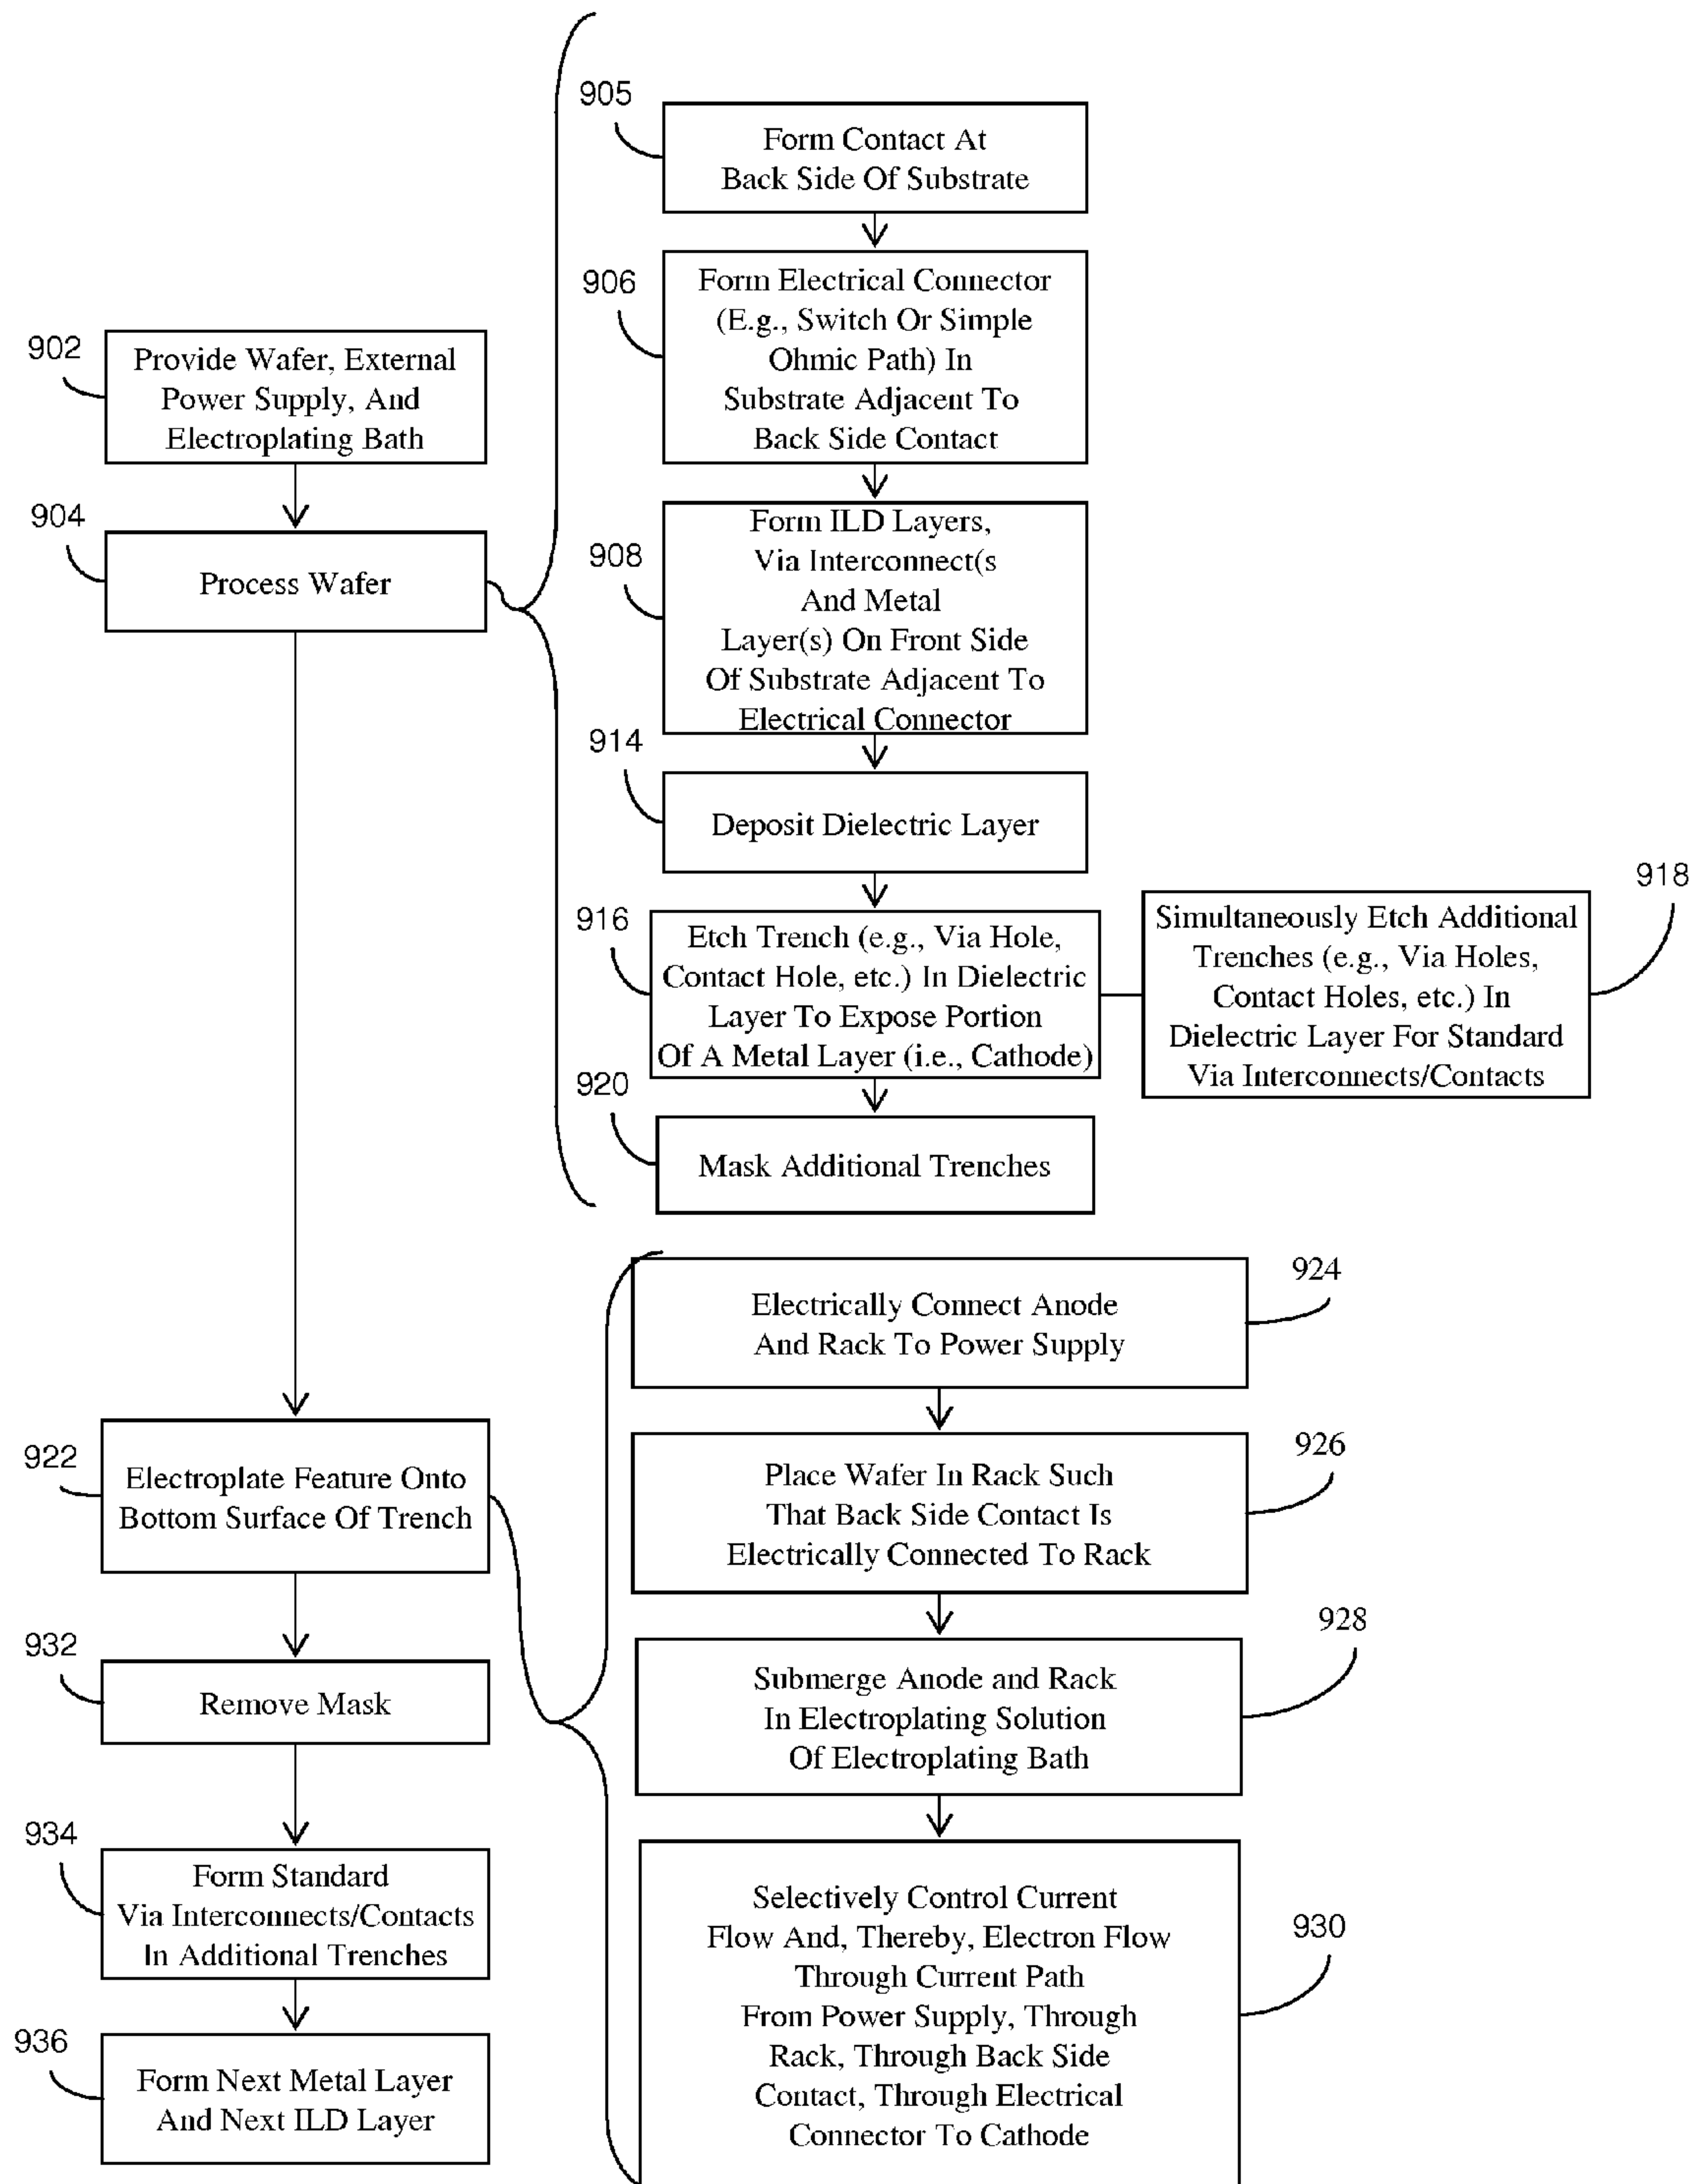 902
Provide Wafer, External
Power Supply, And
Electroplating Bath
904
Process Wafer
905
Form Contact At
Back Side Of Substrate
906
Form Electrical Connector
(E.g., Switch Or Simple
Ohmic Path) In
Substrate Adjacent To
Back Side Contact
908
Form ILD Layers,
Via Interconnect(s
And Metal
Layer(s) On Front Side
Of Substrate Adjacent To
Electrical Connector
914
Deposit Dielectric Layer
916
Etch Trench (e.g., Via Hole,
Contact Hole, etc.) In Dielectric
Layer To Expose Portion
Of A Metal Layer (i.e., Cathode)
918
Simultaneously Etch Additional
Trenches (e.g., Via Holes,
Contact Holes, etc.) In
Dielectric Layer For Standard
Via Interconnects/Contacts
920
Mask Additional Trenches
922
Electroplate Feature Onto
Bottom Surface Of Trench
924
Electrically Connect Anode
And Rack To Power Supply
926
Place Wafer In Rack Such
That Back Side Contact Is
Electrically Connected To Rack
928
Submerge Anode and Rack
In Electroplating Solution
Of Electroplating Bath
930
Selectively Control Current
Flow And, Thereby, Electron Flow
Through Current Path
From Power Supply, Through
Rack, Through Back Side
Contact, Through Electrical
Connector To Cathode
932
Remove Mask
934
Form Standard
Via Interconnects/Contacts
In Additional Trenches
936
Form Next Metal Layer
And Next ILD Layer